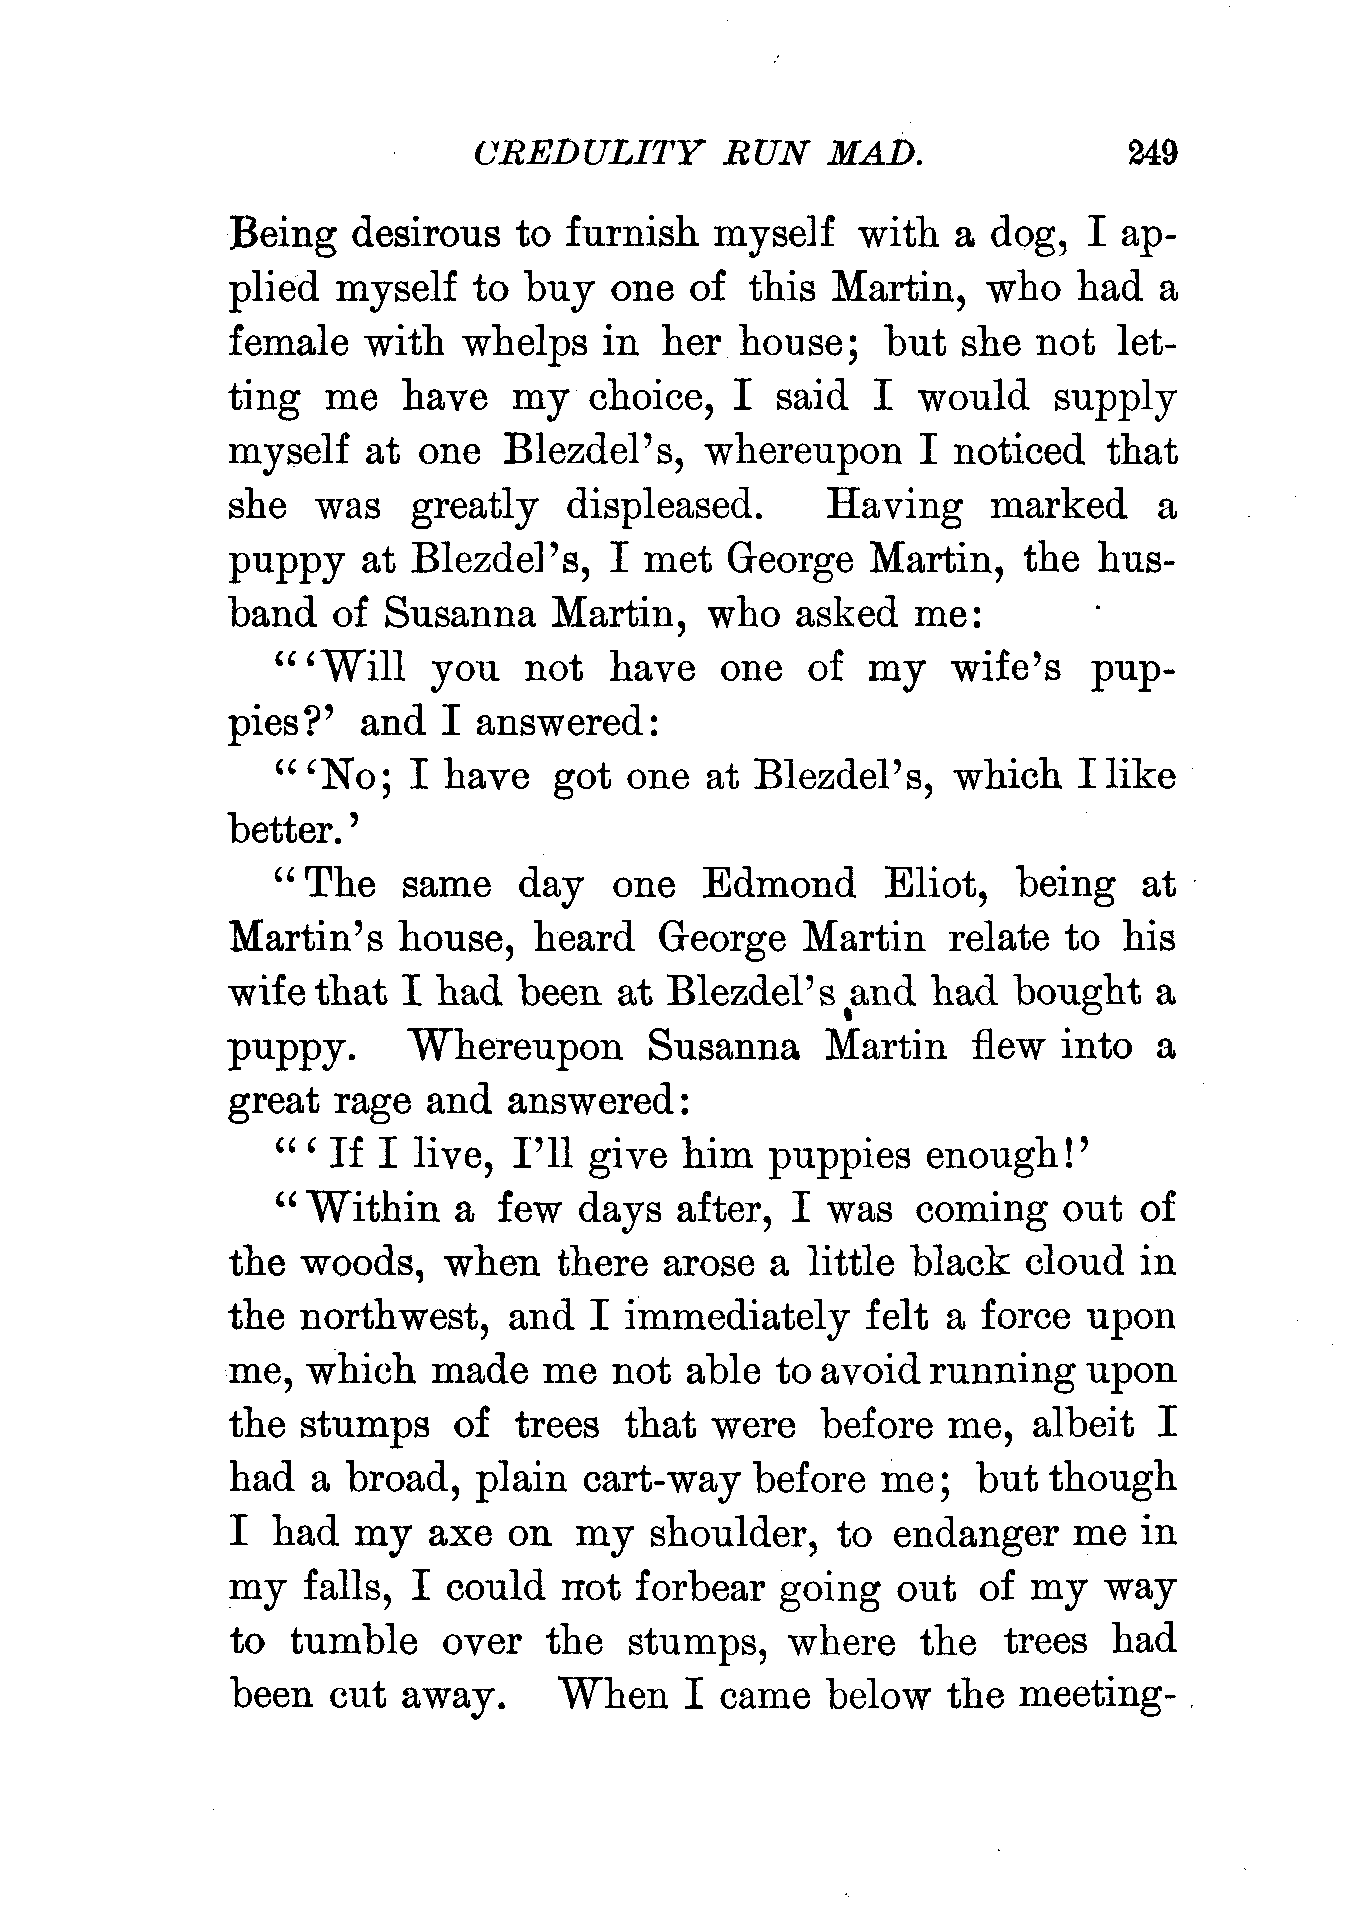 CREDULITY RUN MAD. 249
Being desirous to furnish myself with a dog, I ap-
plied myself to buy one of this Martin, who had a
female with whelps in her house; but she not let-
ting me have my choice, I said I would supply
myself at one Blezdel's, whereupon I noticed that
she was greatly displeased. Having marked a
puppy at Blezdel's, I met George Martin, the hus-
band of Susanna Martin, who asked me:
"'Will you not have one of my wife's pup-
pies?' and I answered:
"'No; I have got one at Blezdel's, which I like
better.'
"The same day one Edmond Eliot, being at
Martin's house, heard George Martin relate to his
wife that I had been at Blezdel's and had bought a
puppy. Whereupon Susanna Martin flew into a
great rage and answered:
"'If I live, I'll give him puppies enough!'
"Within a few days after, I was coming out of
the woods, when there arose a little black cloud in
the northwest, and I immediately felt a force upon
me, which made me not able to avoid running upon
the stumps of trees that were before me, albeit I
had a broad, plain cart-way before me; but though
I had my axe on my shoulder, to endanger me in
my falls, I could not forbear going out of my way
to tumble over the stumps, where the trees had
been cut away. When I came below the meeting-